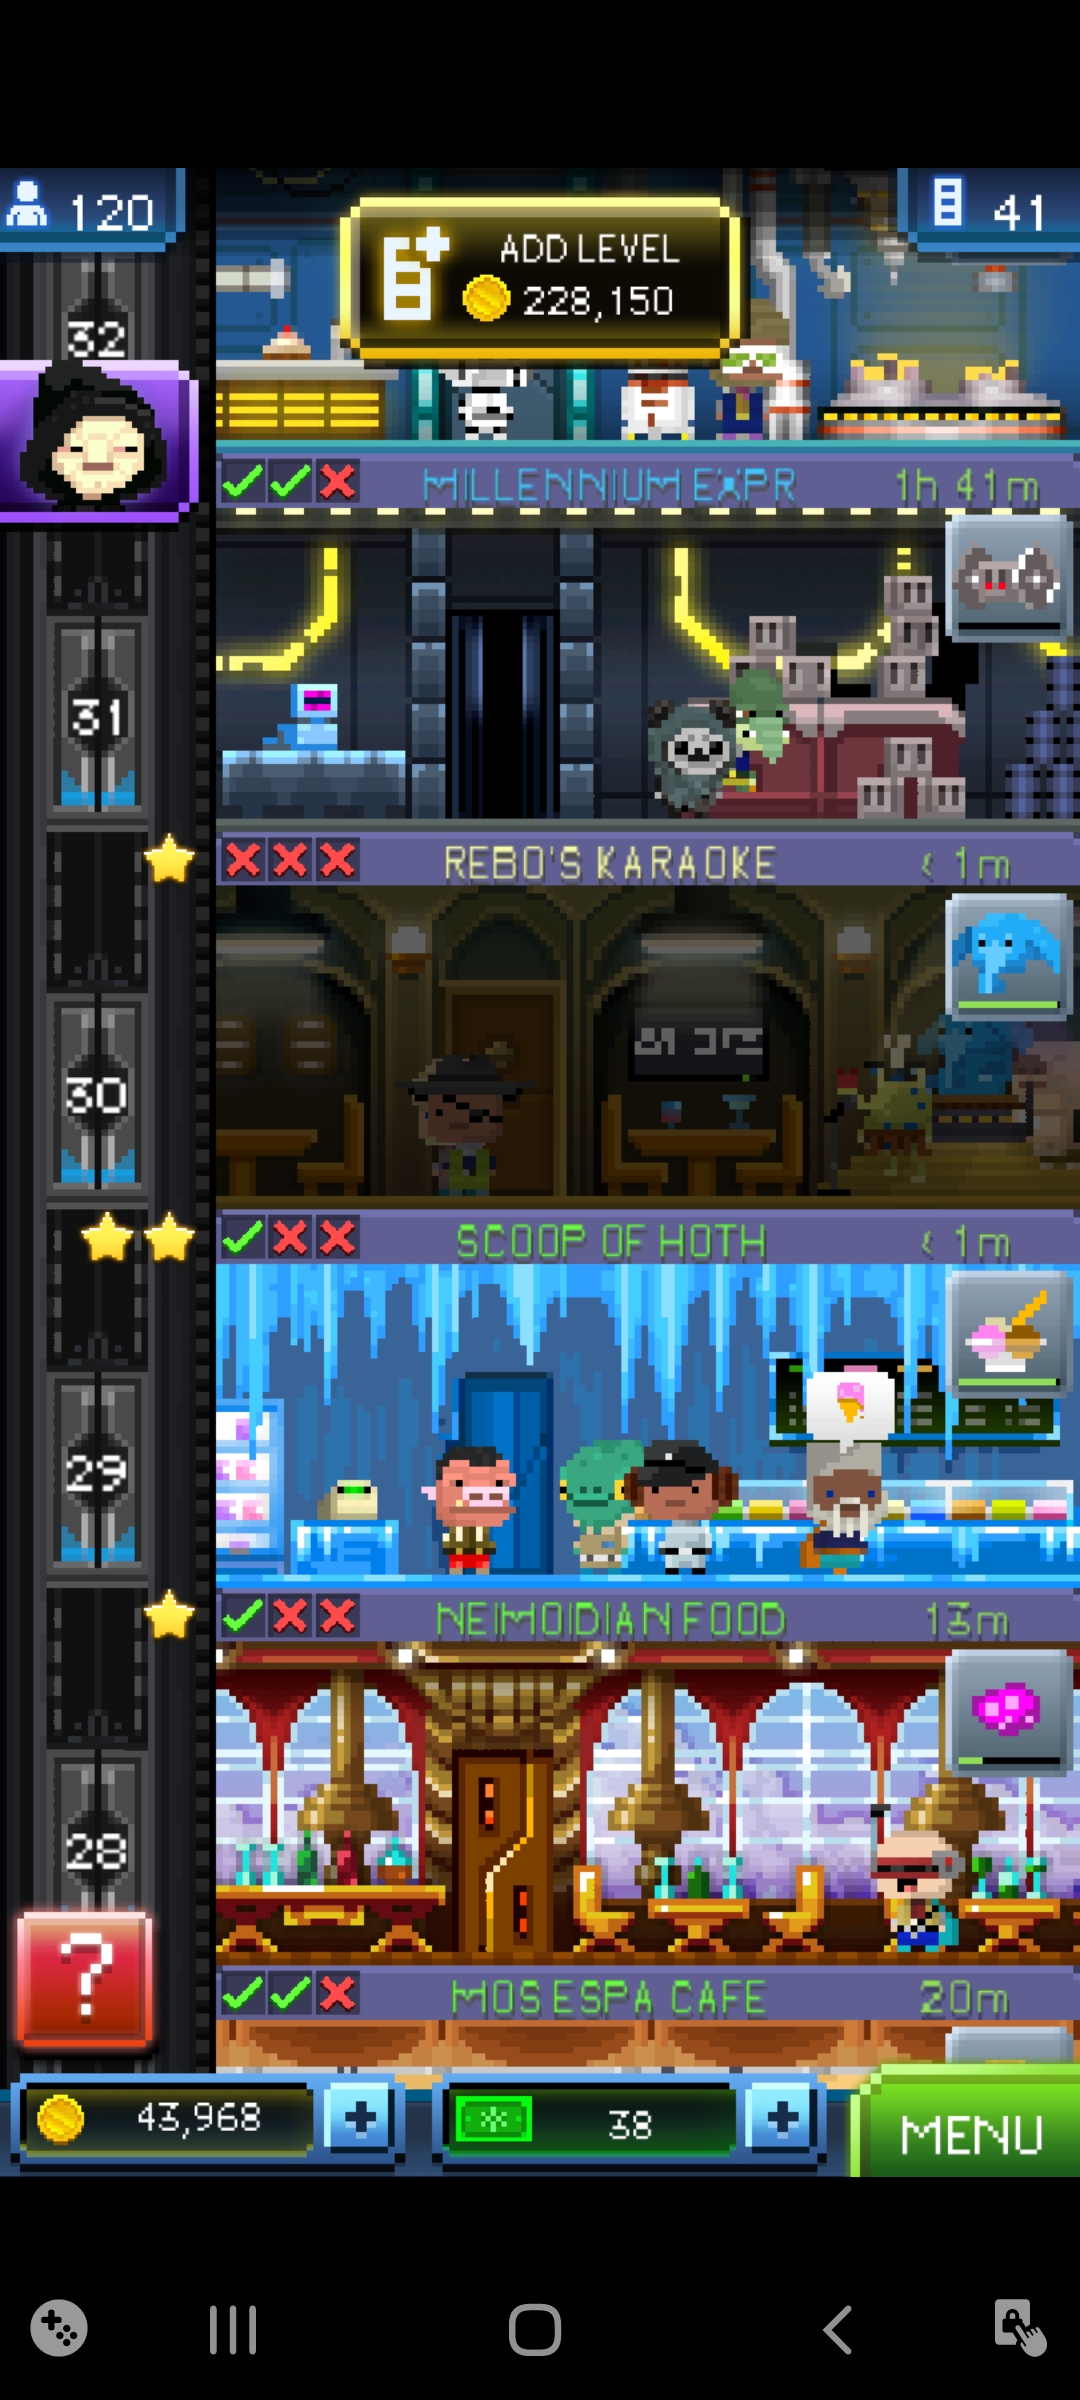 120
41
ADD LEVEL
228,150
32
MILLENNIUM EXPR 1h 41m
31
REBO'S KARAOKE < 1m
30
SCOOP OF HOTH < 1m
29
NEIMOIDIAN FOOD 13m
28
?
MOS ESPA CAFE 20m
43,968
38
MENU